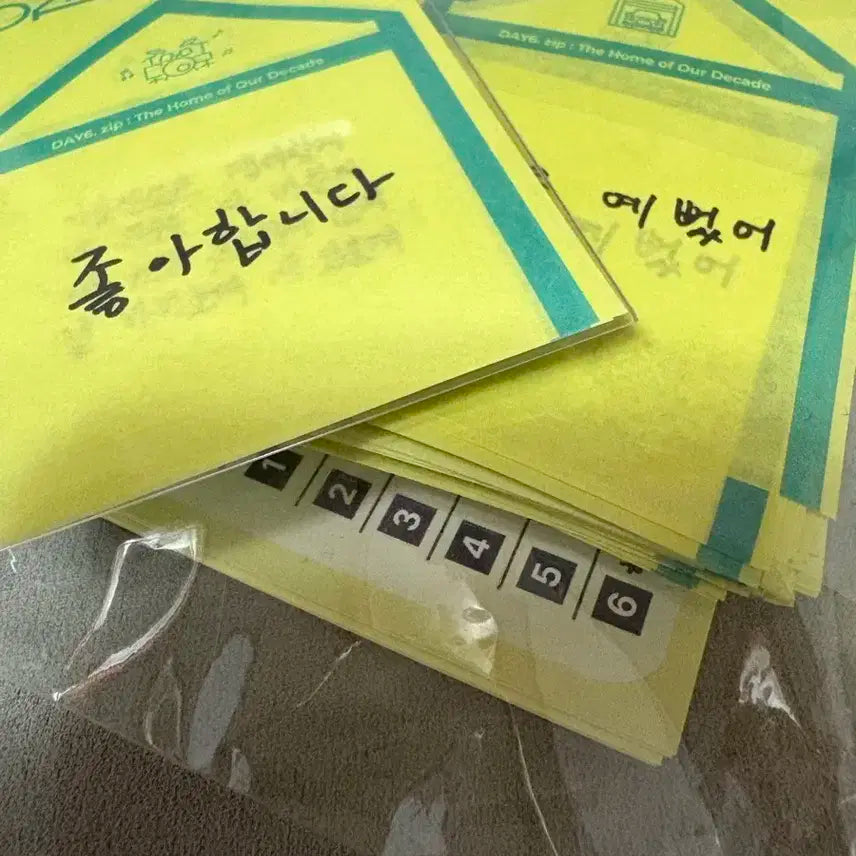 DAY6. zip : The Home of Our Decade
좋아합니다
DAY6. zip : The Home of Our Decade
예뻤어
1
2
3
4
5
6